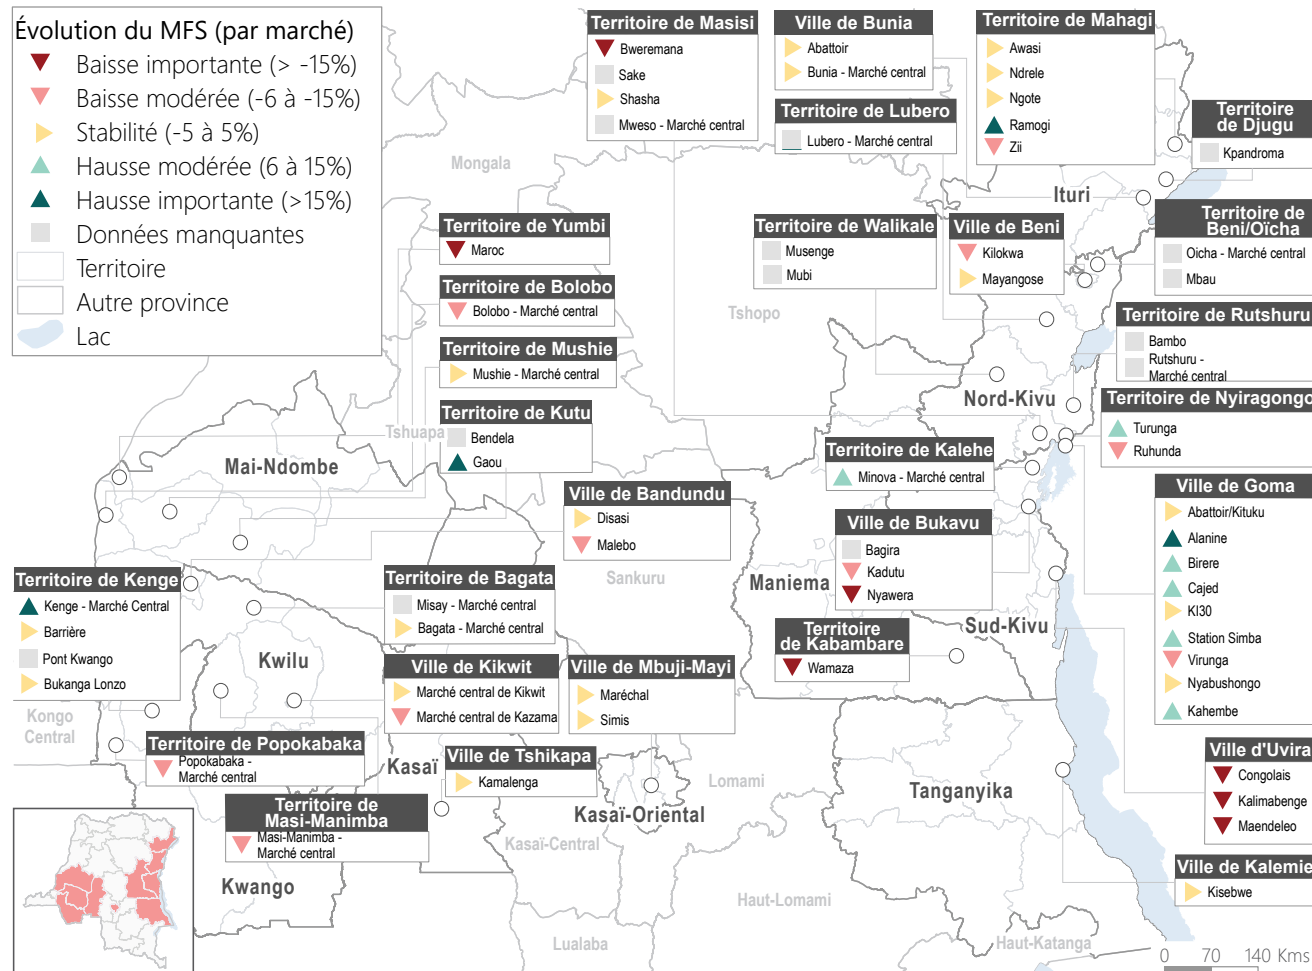 Évolution du MFS (par marché)
Baisse importante (> -15%)
Baisse modérée (-6 à -15%)
Stabilité (-5 à 5%)
Hausse modérée (6 à 15%)
Hausse importante (>15%)
Données manquantes
Territoire
Autre province
Lac
Territoire de Masisi
Bweremana
Sake
Shasha
Mweso - Marché central
Ville de Bunia
Abattoir
Bunia - Marché central
Territoire de Lubero
Lubero - Marché central
Territoire de Mahagi
Awasi
Ndrele
Ngote
Ramogi
Zii
Territoire
de Djugu
Kpandroma
Mongala
Ituri
Territoire de Yumbi
Maroc
Territoire de Bolobo
Bolobo - Marché central
Territoire de Mushie
Mushie - Marché central
Territoire de Kutu
Bendela
Gaou
Tshuapa
Territoire de Walikale
Musenge
Mubi
Ville de Beni
Kilokwa
Mayangose
Territoire de
Beni/Oïcha
Oicha - Marché central
Mbau
Tshopo
Territoire de Rutshuru
Bambo
Rutshuru -
Marché central
Nord-Kivu
Territoire de Nyiragongo
Turunga
Ruhunda
Mai-Ndombe
Territoire de Kalehe
Minova - Marché central
Ville de Bandundu
Disasi
Malebo
Ville de Goma
Abattoir/Kituku
Alanine
Birere
Cajed
KI30
Station Simba
Virunga
Nyabushongo
Kahembe
Ville de Bukavu
Bagira
Kadutu
Nyawera
Sankuru
Maniema
Sud-Kivu
Territoire de Kenge
Kenge - Marché Central
Barrière
Pont Kwango
Bukanga Lonzo
Territoire de Bagata
Misay - Marché central
Bagata - Marché central
Kwilu
Ville de Kikwit
Marché central de Kikwit
Marché central de Kazama
Ville de Mbuji-Mayi
Maréchal
Simis
Territoire
de Kabambare
Wamaza
Kongo
Central
Territoire de Popokabaka
Popokabaka -
Marché central
Kasaï
Ville de Tshikapa
Kamalenga
Lomami
Kasaï-Oriental
Tanganyika
Ville d'Uvira
Congolais
Kalimabenge
Maendeleo
Territoire de
Masi-Manimba
Masi-Manimba -
Marché central
Kasaï-Central
Kwango
Ville de Kalemie
Kisebwe
Haut-Lomami
Lualaba
Haut-Katanga
0 70 140 Kms